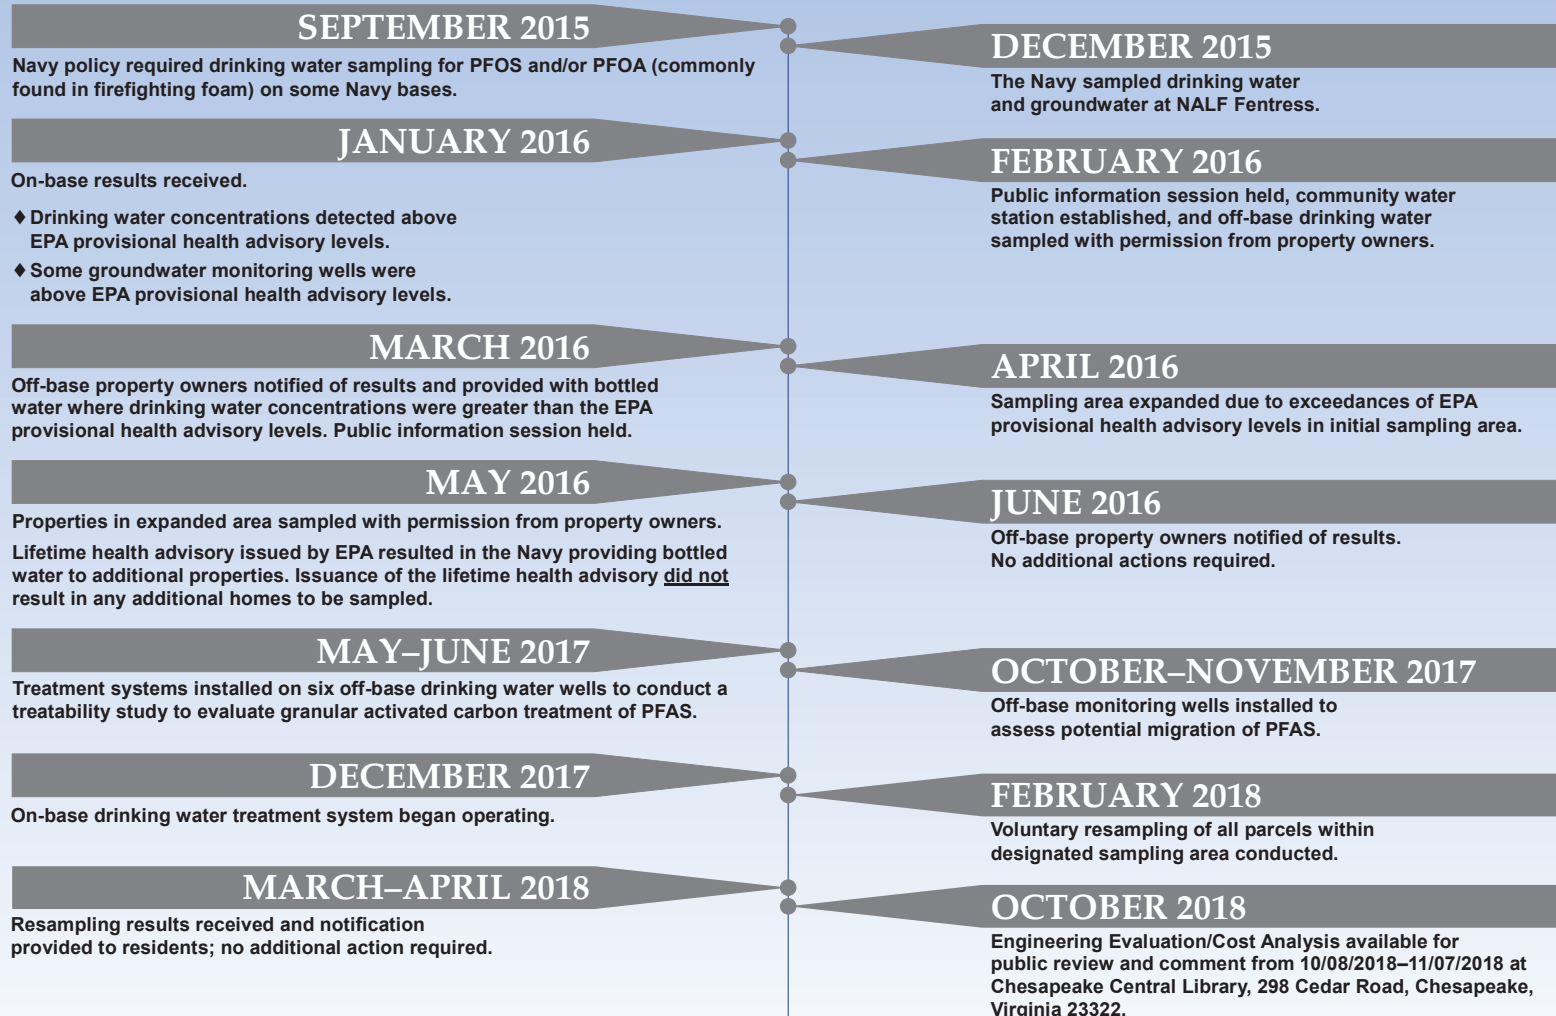 SEPTEMBER 2015
Navy policy required drinking water sampling for PFOS and/or PFOA (commonly
found in firefighting foam) on some Navy bases.
DECEMBER 2015
The Navy sampled drinking water
and groundwater at NALF Fentress.
JANUARY 2016
On-base results received.
♦ Drinking water concentrations detected above
EPA provisional health advisory levels.
♦ Some groundwater monitoring wells were
above EPA provisional health advisory levels.
FEBRUARY 2016
Public information session held, community water
station established, and off-base drinking water
sampled with permission from property owners.
MARCH 2016
Off-base property owners notified of results and provided with bottled
water where drinking water concentrations were greater than the EPA
provisional health advisory levels. Public information session held.
APRIL 2016
Sampling area expanded due to exceedances of EPA
provisional health advisory levels in initial sampling area.
MAY 2016
Properties in expanded area sampled with permission from property owners.
Lifetime health advisory issued by EPA resulted in the Navy providing bottled
water to additional properties. Issuance of the lifetime health advisory did not
result in any additional homes to be sampled.
JUNE 2016
Off-base property owners notified of results.
No additional actions required.
MAY–JUNE 2017
Treatment systems installed on six off-base drinking water wells to conduct a
treatability study to evaluate granular activated carbon treatment of PFAS.
OCTOBER–NOVEMBER 2017
Off-base monitoring wells installed to
assess potential migration of PFAS.
DECEMBER 2017
On-base drinking water treatment system began operating.
FEBRUARY 2018
Voluntary resampling of all parcels within
designated sampling area conducted.
MARCH–APRIL 2018
Resampling results received and notification
provided to residents; no additional action required.
OCTOBER 2018
Engineering Evaluation/Cost Analysis available for
public review and comment from 10/08/2018–11/07/2018 at
Chesapeake Central Library, 298 Cedar Road, Chesapeake,
Virginia 23322.